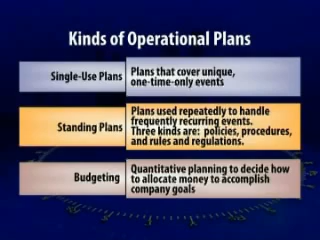 Kinds of Operational Plans
Single-Use Plans
Plans that cover unique,
one-time-only events
Standing Plans
Plans used repeatedly to handle
frequently recurring events.
Three kinds are: policies, procedures,
and rules and regulations.
Budgeting
Quantitative planning to decide how
to allocate money to accomplish
company goals